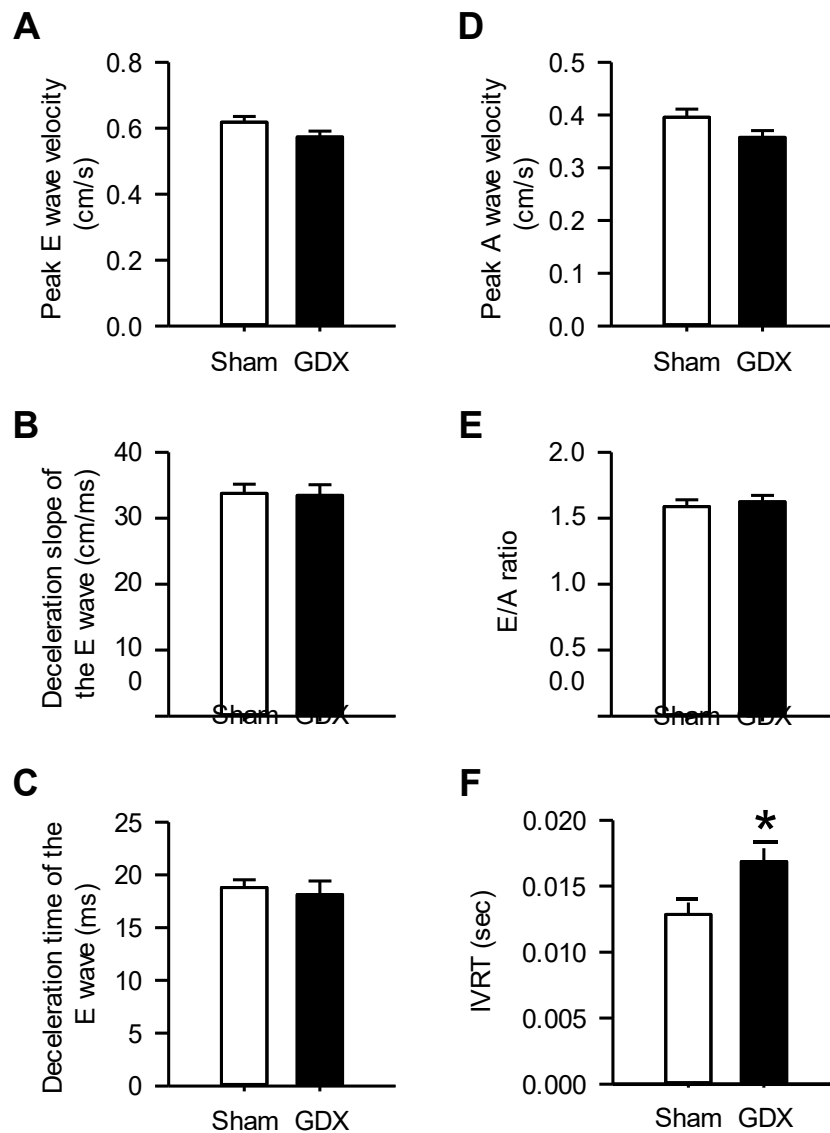 A
Peak E wave velocity
(cm/s)
0.8
0.6
0.4
0.2
0.0
Sham GDX
D
Peak A wave velocity
(cm/s)
0.5
0.4
0.3
0.2
0.1
0.0
Sham GDX
B
Deceleration slope of
the E wave (cm/ms)
40
30
20
10
0
Sham GDX
E
E/A ratio
2.0
1.5
1.0
0.5
0.0
Sham GDX
C
Deceleration time of the
E wave (ms)
25
20
15
10
5
0
Sham GDX
F
IVRT (sec)
0.020
0.015
0.010
0.005
0.000
*
Sham GDX